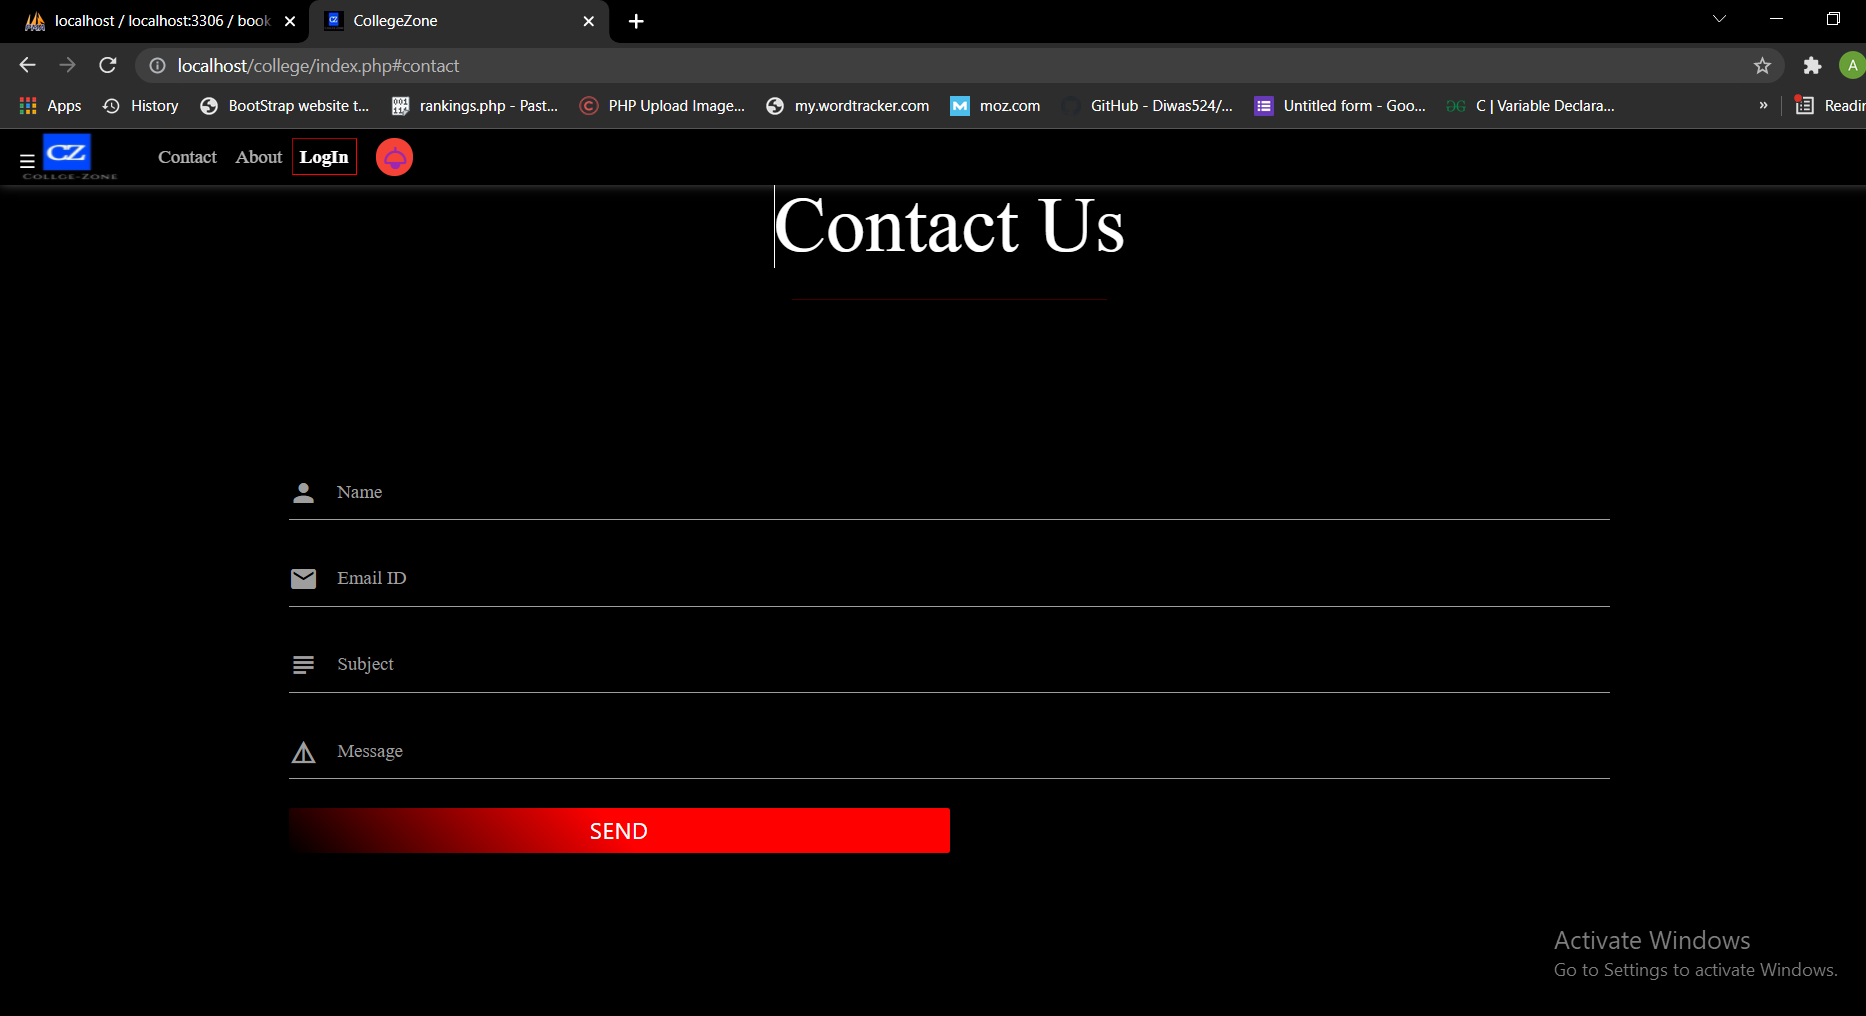 localhost / localhost:3306 / book
CollegeZone
localhost/college/index.php#contact
A
Apps
History
BootStrap website t...
rankings.php - Past...
PHP Upload Image...
my.wordtracker.com
moz.com
GitHub - Diwas524/...
Untitled form - Goo...
C | Variable Declara...
»
Readin
CZ
COLLGE-ZONE
Contact About LogIn
Contact Us
Name
Email ID
Subject
Message
SEND
Activate Windows
Go to Settings to activate Windows.